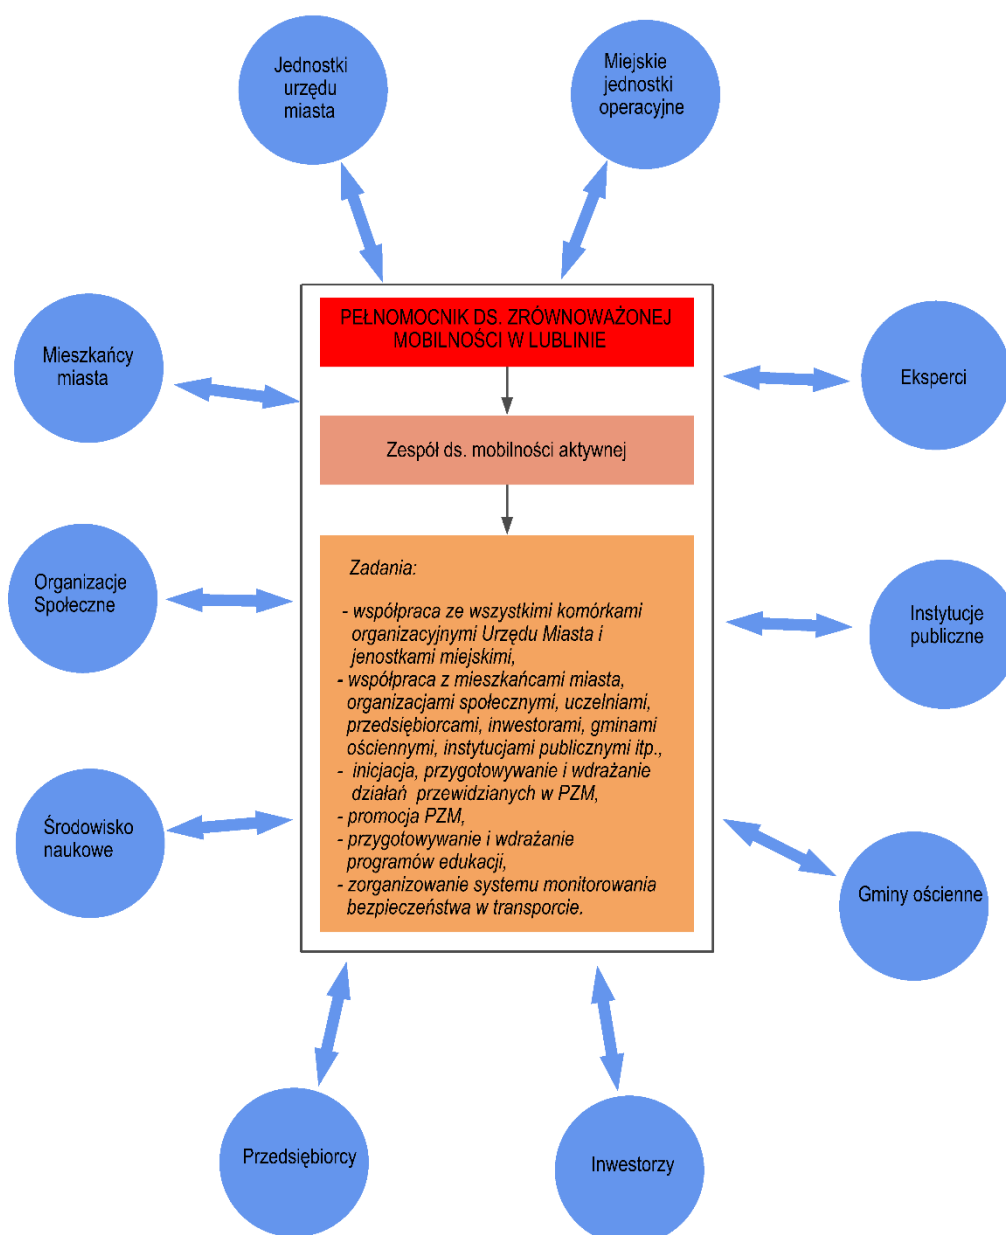 Jednostki
urzędu
miasta
Miejskie
jednostki
operacyjne
PEŁNOMOCNIK DS. ZRÓWNOWAŻONEJ
MOBILNOŚCI W LUBLINIE
Mieszkańcy
miasta
Eksperci
Zespół ds. mobilności aktywnej
Organizacje
Społeczne
Instytucje
publiczne
Zadania:
- współpraca ze wszystkimi komórkami
organizacyjnymi Urzędu Miasta i
jenostkami miejskimi,
- współpraca z mieszkańcami miasta,
organizacjami społecznymi, uczelniami,
przedsiębiorcami, inwestorami, gminami
ościennymi, instytucjami publicznymi itp.,
- inicjacja, przygotowywanie i wdrażanie
działań przewidzianych w PZM,
- promocja PZM,
- przygotowywanie i wdrażanie
programów edukacji,
- zorganizowanie systemu monitorowania
bezpieczeństwa w transporcie.
Środowisko
naukowe
Gminy ościenne
Przedsiębiorcy
Inwestorzy